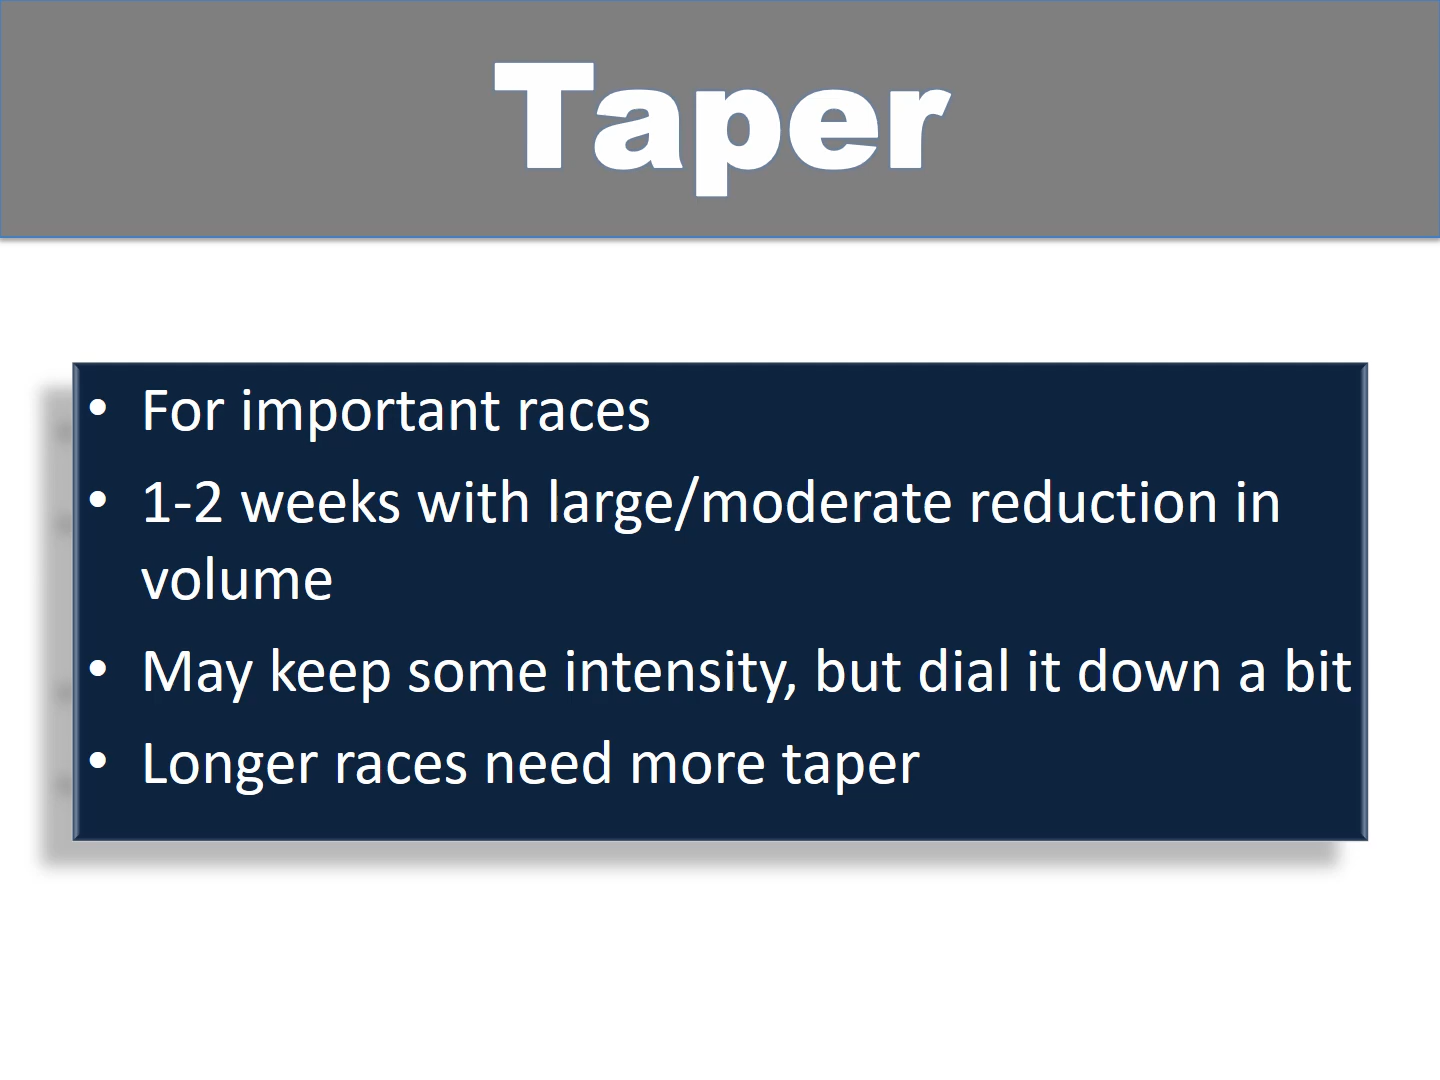 Taper
• For important races
• 1-2 weeks with large/moderate reduction in
volume
• May keep some intensity, but dial it down a bit
• Longer races need more taper